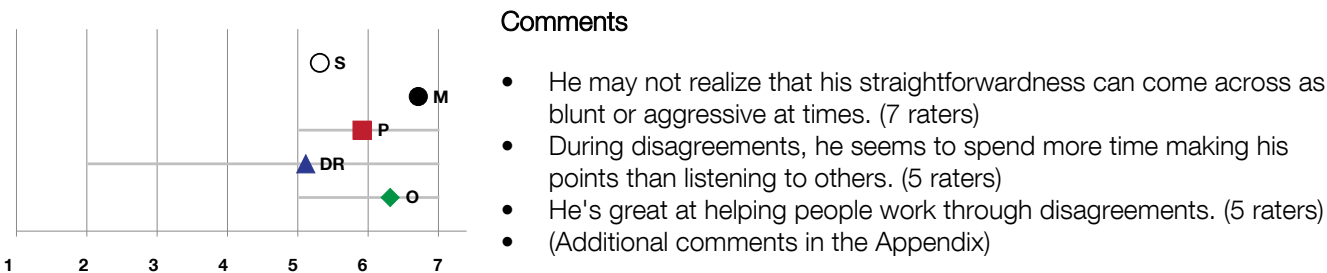 S
M
P
DR
O
1 2 3 4 5 6 7
Comments
• He may not realize that his straightforwardness can come across as
blunt or aggressive at times. (7 raters)
• During disagreements, he seems to spend more time making his
points than listening to others. (5 raters)
• He's great at helping people work through disagreements. (5 raters)
• (Additional comments in the Appendix)